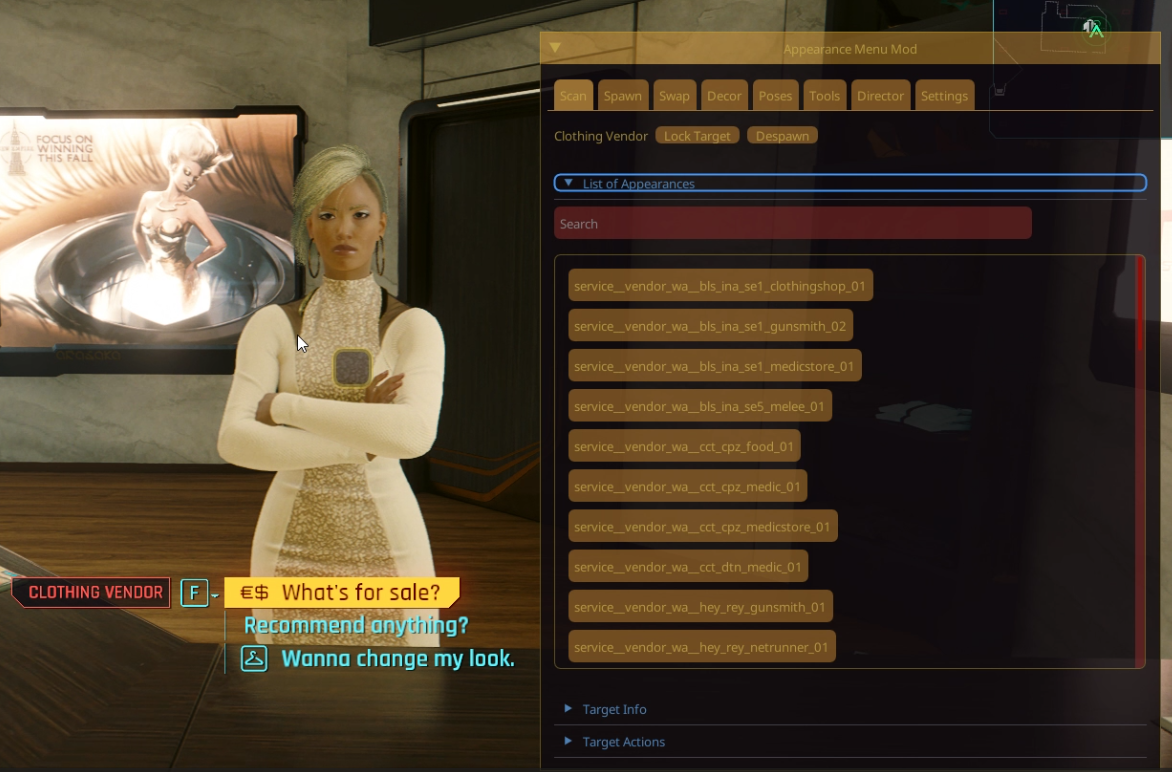 FOCUS ON
WINNING
THIS FALL
CLOTHING VENDOR
F
€$ What's for sale?
Recommend anything?
Wanna change my look.
Appearance Menu Mod
Scan Spawn Swap Decor Poses Tools Director Settings
Clothing Vendor Lock Target Despawn
List of Appearances
Search
service__vendor_wa__bls_ina_se1_clothingshop_01
service__vendor_wa__bls_ina_se1_gunsmith_02
service__vendor_wa__bls_ina_se1_medicstore_01
service__vendor_wa__bls_ina_se5_melee_01
service__vendor_wa__cct_cpz_food_01
service__vendor_wa__cct_cpz_medic_01
service__vendor_wa__cct_cpz_medicstore_01
service__vendor_wa__cct_dtn_medic_01
service__vendor_wa__hey_rey_gunsmith_01
service__vendor_wa__hey_rey_netrunner_01
Target Info
Target Actions